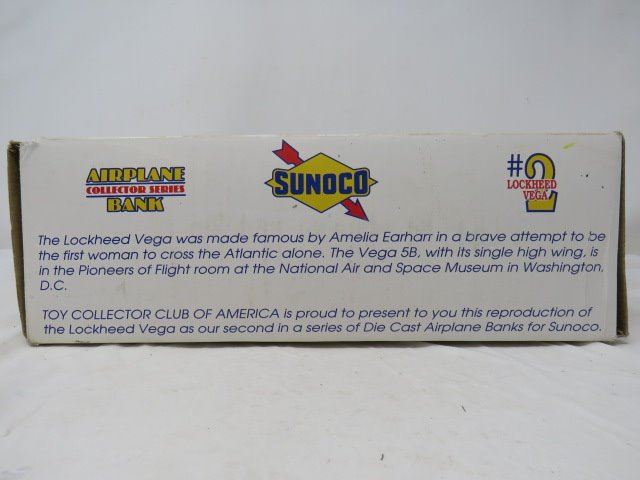 AIRPLANE
COLLECTOR SERIES
BANK
SUNOCO
#2
LOCKHEED
VEGA
The Lockheed Vega was made famous by Amelia Earharr in a brave attempt to be
the first woman to cross the Atlantic alone. The Vega 5B, with its single high wing, is
in the Pioneers of Flight room at the National Air and Space Museum in Washington,
D.C.
TOY COLLECTOR CLUB OF AMERICA is proud to present to you this reproduction of
the Lockheed Vega as our second in a series of Die Cast Airplane Banks for Sunoco.